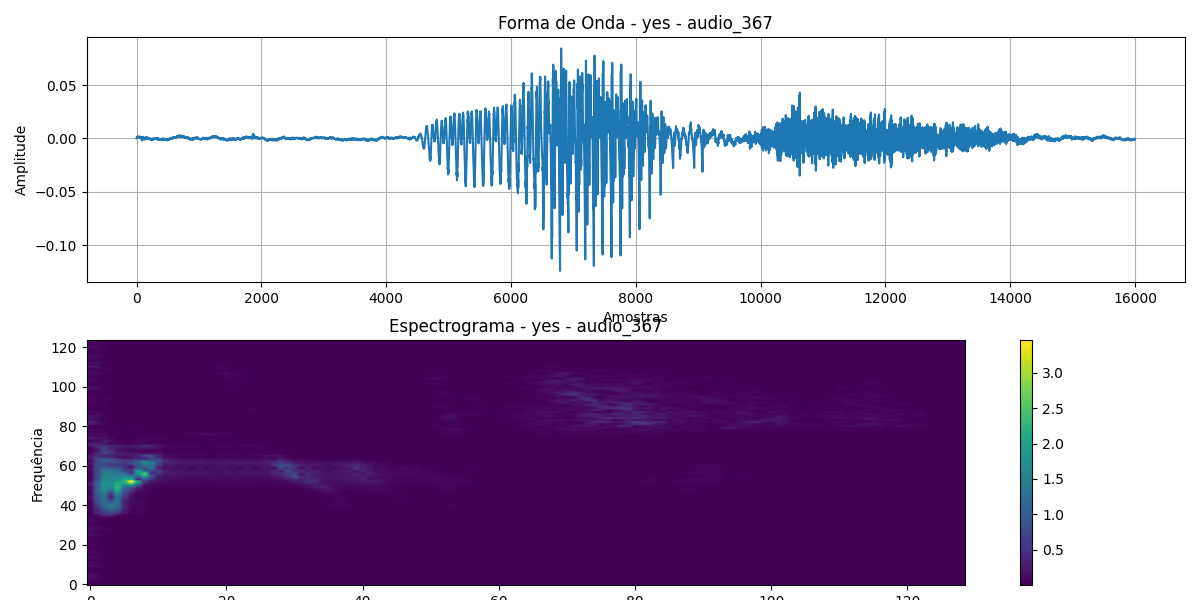 Forma de Onda - yes - audio_367
Amplitude
0.05
0.00
−0.05
−0.10
0 2000 4000 6000 8000 10000 12000 14000 16000
Amostras
Espectrograma - yes - audio_367
Frequência
120
100
80
60
40
20
0
0 20 40 60 80 100 120
3.0
2.5
2.0
1.5
1.0
0.5